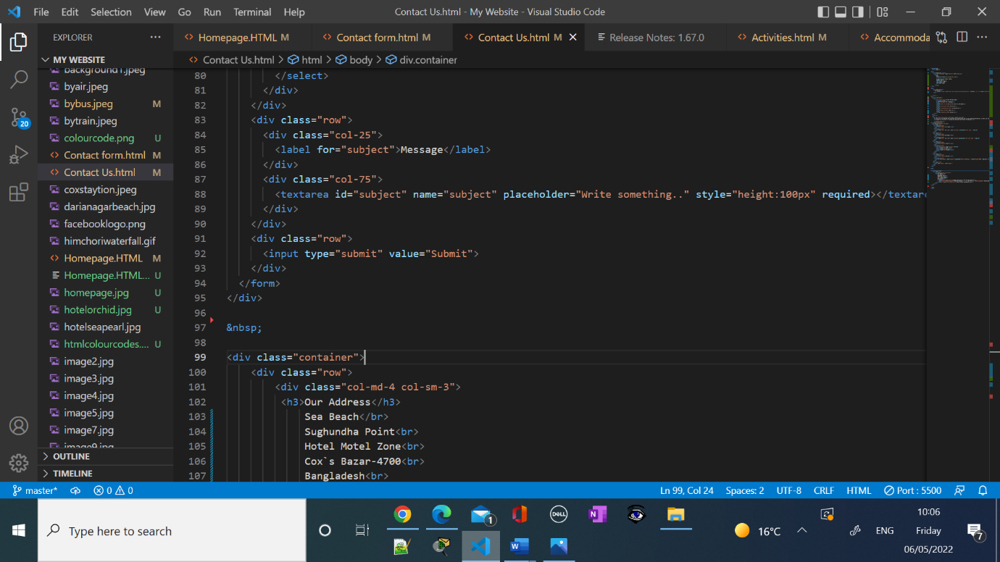 File Edit Selection View Go Run Terminal Help
Contact Us.html - My Website - Visual Studio Code
EXPLORER
Homepage.HTML M
Contact form.html M
Contact Us.html M
Release Notes: 1.67.0
Activities.html M
Accommoda
MY WEBSITE
Contact Us.html > html > body > div.container
background1.jpeg
byair.jpeg
bybus.jpeg M
bytrain.jpeg
colourcode.png U
Contact form.html M
Contact Us.html M
coxstaytion.jpeg
darianagarbeach.jpg
facebooklogo.png
himchoriwaterfall.gif
Homepage.HTML M
Homepage.HTML... U
homepage.jpg U
hotelorchid.jpg U
hotelseapearl.jpg
htmlcolourcodes.... U
image2.jpg
image3.jpg
image4.jpg
image5.jpg
image7.jpg
image9.jpg
OUTLINE
TIMELINE
20
80 </select>
81 </div>
82 </div>
83 <div class="row">
84 <div class="col-25">
85 <label for="subject">Message</label>
86 </div>
87 <div class="col-75">
88 <textarea id="subject" name="subject" placeholder="Write something.." style="height:100px" required></textare
89 </div>
90 </div>
91 <div class="row">
92 <input type="submit" value="Submit">
93 </div>
94 </form>
95 </div>
96
97 &nbsp;
98
99 <div class="container">
100 <div class="row">
101 <div class="col-md-4 col-sm-3">
102 <h3>Our Address</h3>
103 Sea Beach</br>
104 Sughundha Point<br>
105 Hotel Motel Zone<br>
106 Cox`s Bazar-4700<br>
107 Bangladesh<br>
master* 0 0
Ln 99, Col 24 Spaces: 2 UTF-8 CRLF HTML Port : 5500
Type here to search
1
DELL
N
W
16°C
ENG
10:06
Friday
06/05/2022
7